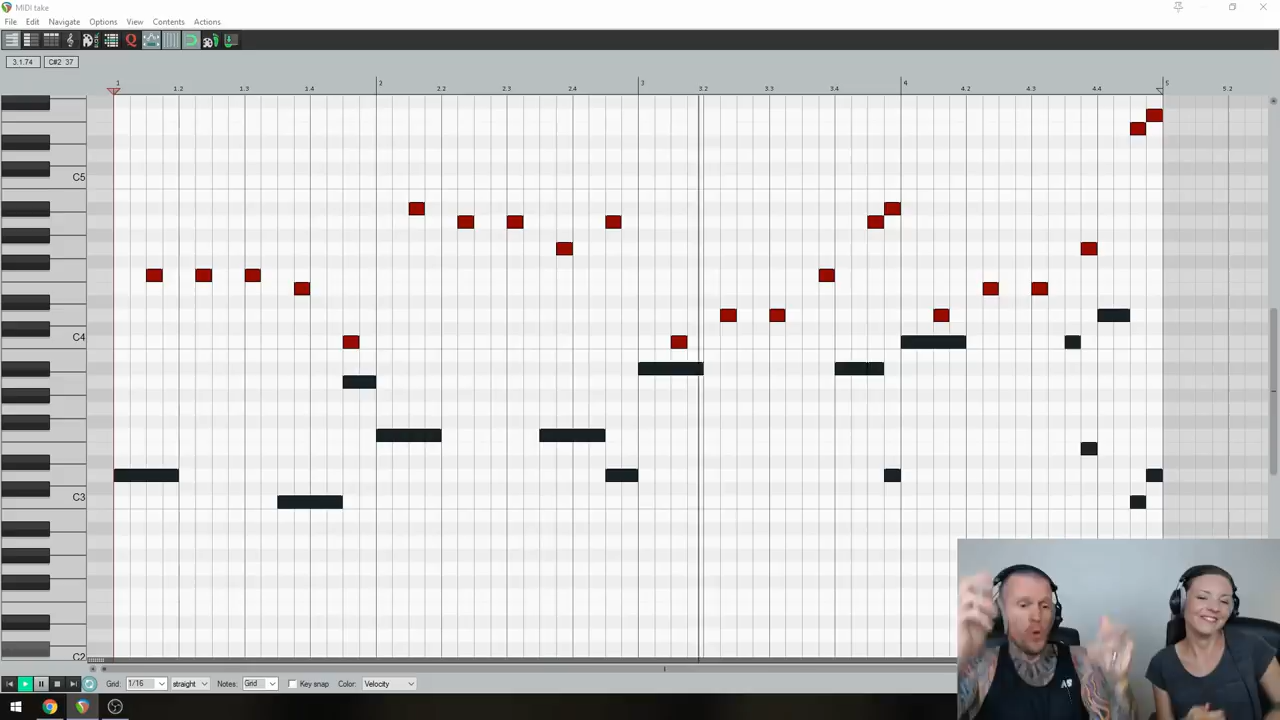 MIDI take
File Edit Navigate Options View Contents Actions
Q
3.1.74 C#2 37
1 1.2 1.3 1.4 2 2.2 2.3 2.4 3 3.2 3.3 3.4 4 4.2 4.3 4.4 5 5.2
C5
C4
C3
C2
Grid: 1/16 straight Notes: Grid Key snap Color: Velocity